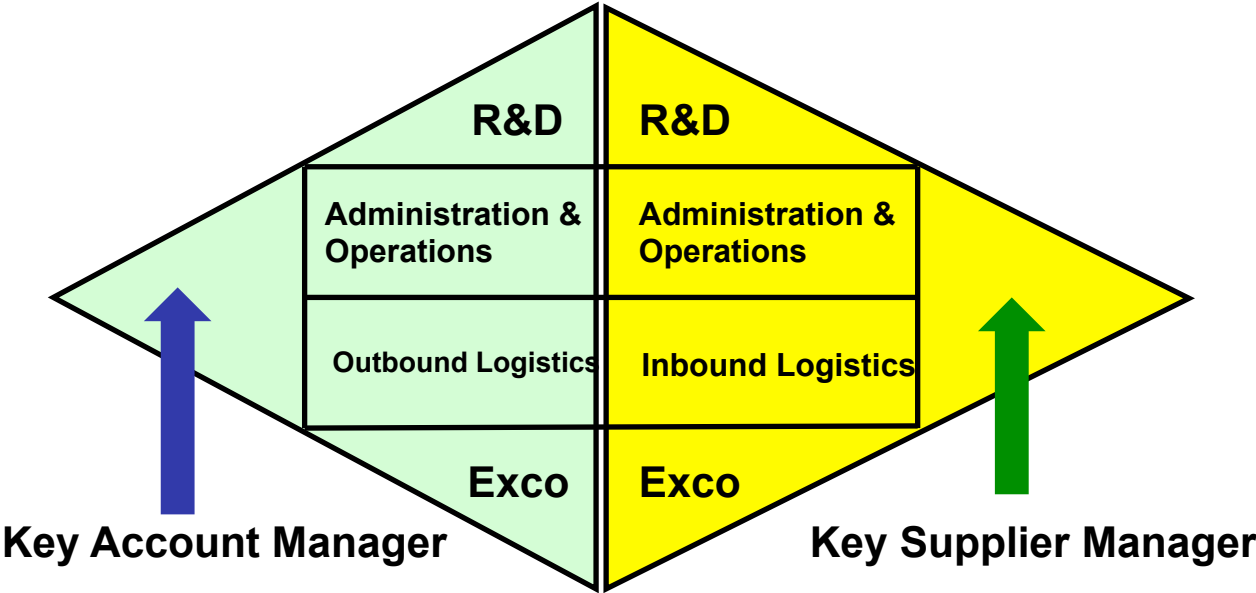 R&D
R&D
Administration &
Operations
Administration &
Operations
Outbound Logistics
Inbound Logistics
Exco
Exco
Key Account Manager
Key Supplier Manager